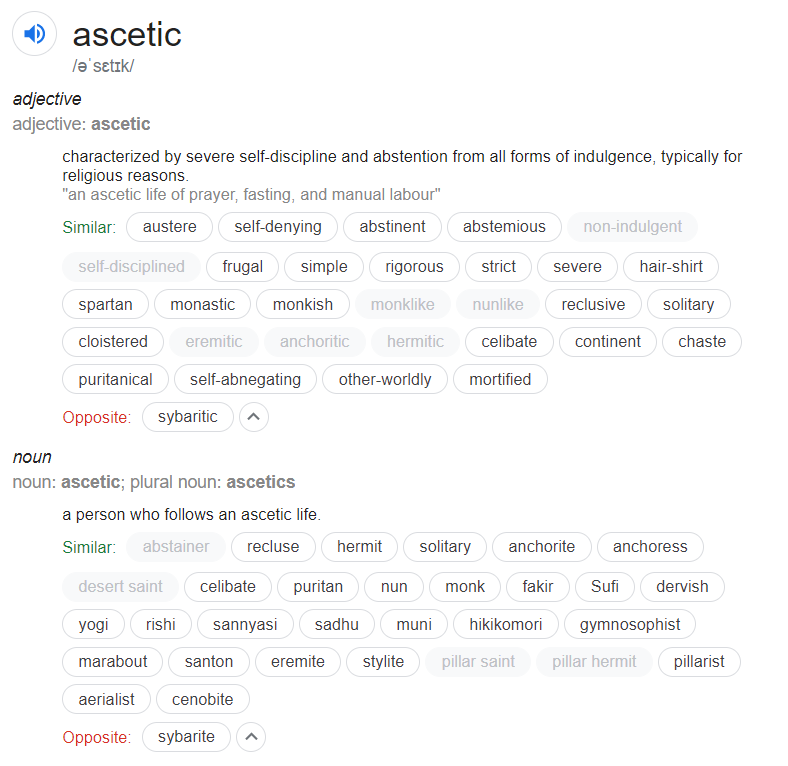 ascetic
/əˈsɛtɪk/
adjective
adjective: ascetic
characterized by severe self-discipline and abstention from all forms of indulgence, typically for
religious reasons.
"an ascetic life of prayer, fasting, and manual labour"
Similar: austere self-denying abstinent abstemious non-indulgent
self-disciplined frugal simple rigorous strict severe hair-shirt
spartan monastic monkish monklike nunlike reclusive solitary
cloistered eremitic anchoritic hermitic celibate continent chaste
puritanical self-abnegating other-worldly mortified
Opposite: sybaritic
noun
noun: ascetic; plural noun: ascetics
a person who follows an ascetic life.
Similar: abstainer recluse hermit solitary anchorite anchoress
desert saint celibate puritan nun monk fakir Sufi dervish
yogi rishi sannyasi sadhu muni hikikomori gymnosophist
marabout santon eremite stylite pillar saint pillar hermit pillarist
aerialist cenobite
Opposite: sybarite